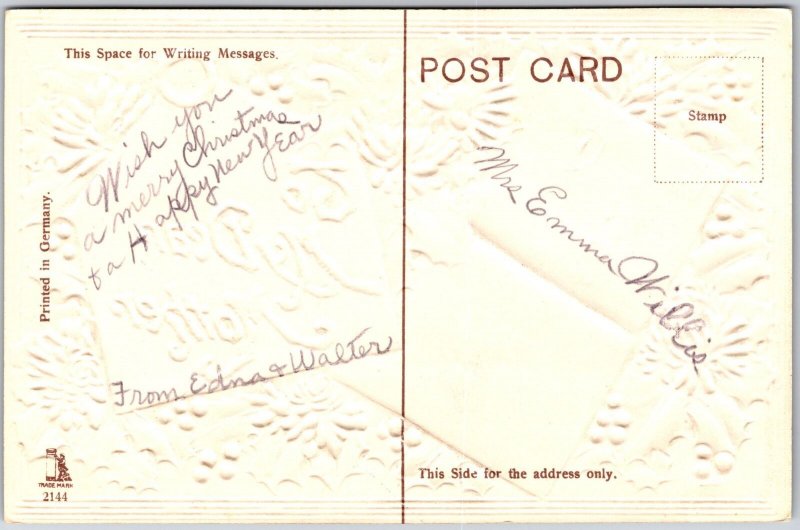 This Space for Writing Messages.
Wish you
a merry Christmas
+ a Happy New Year
From Edna + Walter
Printed in Germany.
TRADE MARK
2144
POST CARD
Stamp
Mrs Emma Willis
This Side for the address only.